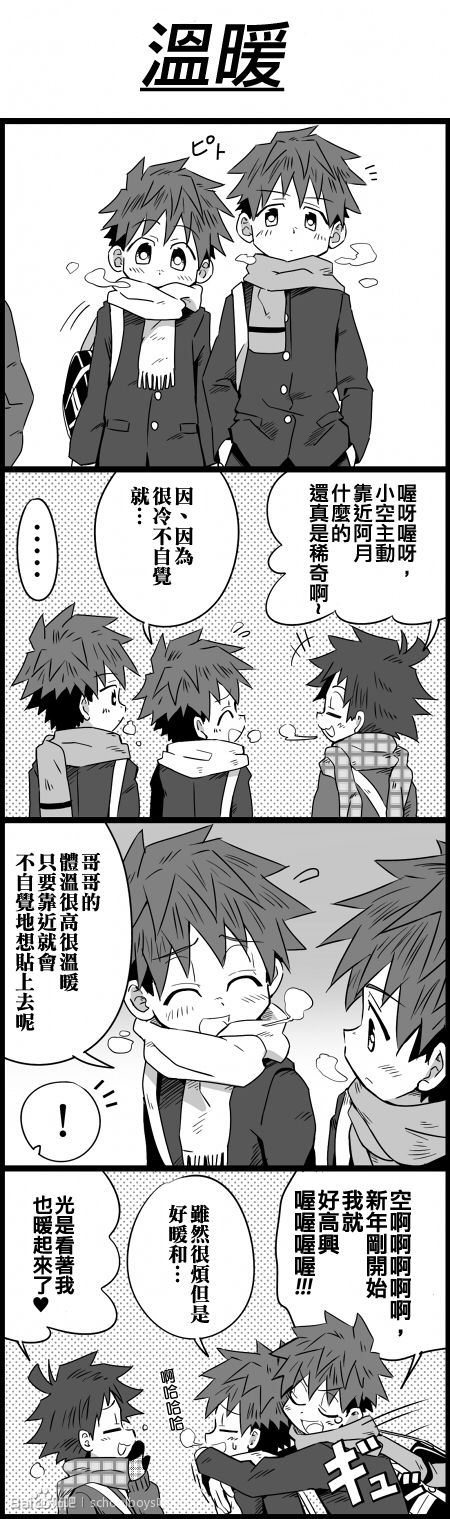 溫暖
ピト
喔呀喔呀，
小空主動
靠近阿月
什麼的
還真是稀奇啊~
因、因為
很冷不自覺
就…
····
哥哥的
體溫很高很溫暖
只要靠近就會
不自覺地想貼上去呢
！
空啊啊啊啊啊，
新年剛開始
我就
好高興
喔喔喔喔!!!
雖然很煩但是
好暖和…
光是看著我
也暖起來了♥
啊哈哈哈
ギュ